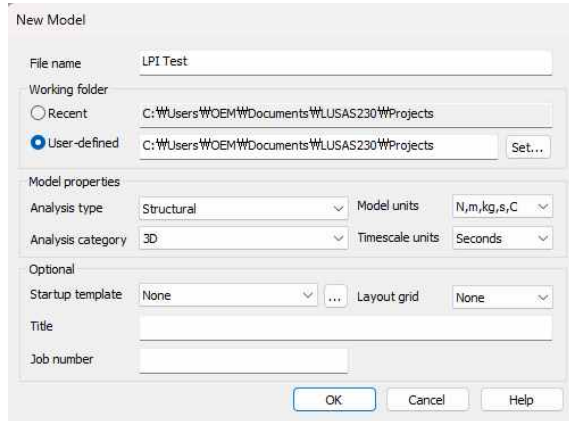 New Model
File name LPI Test
Working folder
Recent C:₩Users₩OEM₩Documents₩LUSAS230₩Projects
User-defined C:₩Users₩OEM₩Documents₩LUSAS230₩Projects Set...
Model properties
Analysis type Structural Model units N,m,kg,s,C
Analysis category 3D Timescale units Seconds
Optional
Startup template None ... Layout grid None
Title
Job number
OK Cancel Help